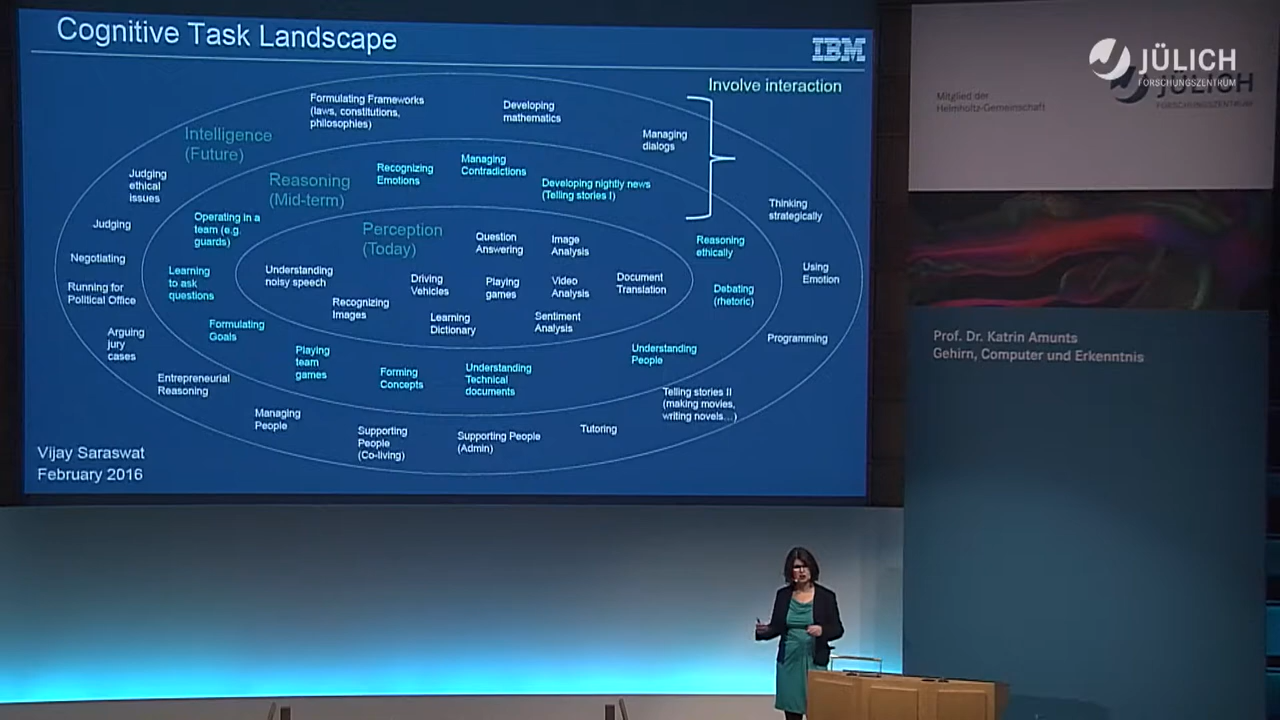 Cognitive Task Landscape
IBM
Involve interaction
Formulating Frameworks
(laws, constitutions,
philosophies)
Developing
mathematics
Managing
dialogs
Intelligence
(Future)
Judging
ethical
issues
Reasoning
(Mid-term)
Recognizing
Emotions
Managing
Contradictions
Developing nightly news
(Telling stories I)
Thinking
strategically
Judging
Operating in a
team (e.g.
guards)
Perception
(Today)
Question
Answering
Image
Analysis
Reasoning
ethically
Negotiating
Learning
to ask
questions
Understanding
noisy speech
Driving
Vehicles
Playing
games
Video
Analysis
Document
Translation
Using
Emotion
Running for
Political Office
Recognizing
Images
Learning
Dictionary
Sentiment
Analysis
Debating
(rhetoric)
Arguing
jury
cases
Formulating
Goals
Programming
Playing
team
games
Forming
Concepts
Understanding
Technical
documents
Understanding
People
Entrepreneurial
Reasoning
Telling stories II
(making movies,
writing novels...)
Managing
People
Supporting
People
(Co-living)
Supporting People
(Admin)
Tutoring
Vijay Saraswat
February 2016
JÜLICH
FORSCHUNGSZENTRUM
Mitglied der
Helmholtz-Gemeinschaft
JÜLICH
FORSCHUNGSZENTRUM
Prof. Dr. Katrin Amunts
Gehirn, Computer und Erkenntnis